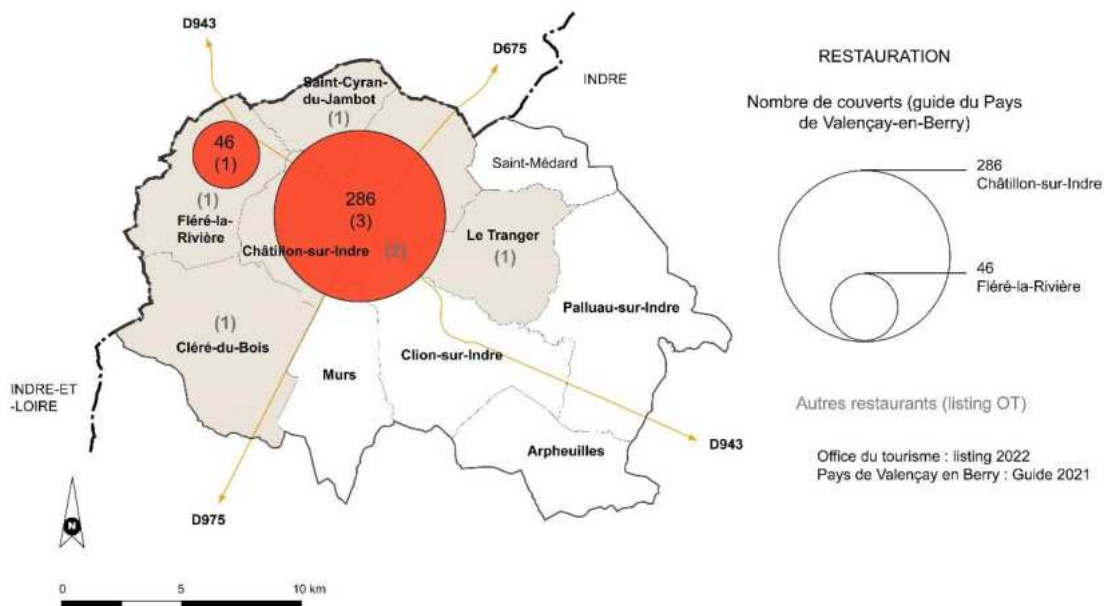 D943
D675
Saint-Cyran-
du-Jambot
(1)
INDRE
46
(1)
Saint-Médard
(1)
Fléré-la-
Rivière
286
(3)
Châtillon-sur-Indre
(2)
Le Tranger
(1)
Palluau-sur-Indre
(1)
Cléré-du-Bois
Clion-sur-Indre
Murs
INDRE-ET
-LOIRE
Arpheuilles
D943
D975
N
0 5 10 km
RESTAURATION
Nombre de couverts (guide du Pays
de Valençay-en-Berry)
286
Châtillon-sur-Indre
46
Fléré-la-Rivière
Autres restaurants (listing OT)
Office du tourisme : listing 2022
Pays de Valençay en Berry : Guide 2021